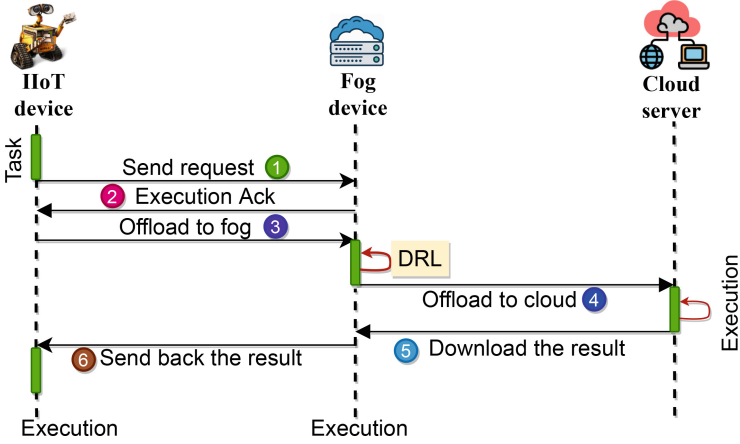 IIoT
device
Fog
device
Cloud
server
Task
Send request 1
2 Execution Ack
Offload to fog 3
DRL
Offload to cloud 4
Execution
5 Download the result
6 Send back the result
Execution
Execution